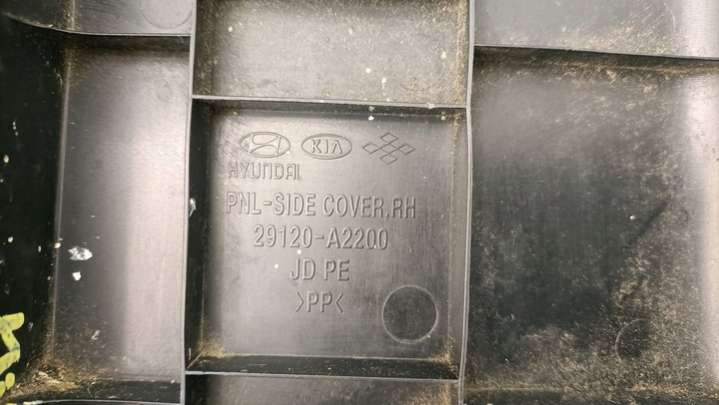 KIA
HYUNDAI
PNL-SIDE COVER.RH
29120-A2200
JD PE
>PP<